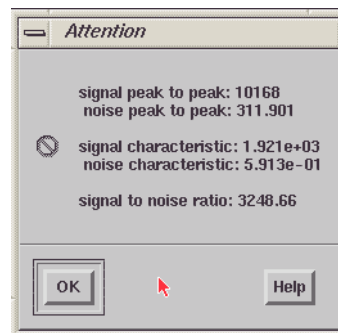 Attention
signal peak to peak: 10168
noise peak to peak: 311.901
signal characteristic: 1.921e+03
noise characteristic: 5.913e-01
signal to noise ratio: 3248.66
OK
Help